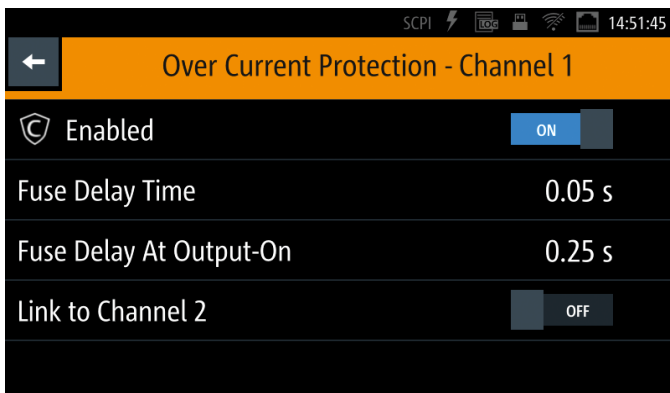 SCPI LOG 14:51:45
Over Current Protection - Channel 1
C Enabled ON
Fuse Delay Time 0.05 s
Fuse Delay At Output-On 0.25 s
Link to Channel 2 OFF